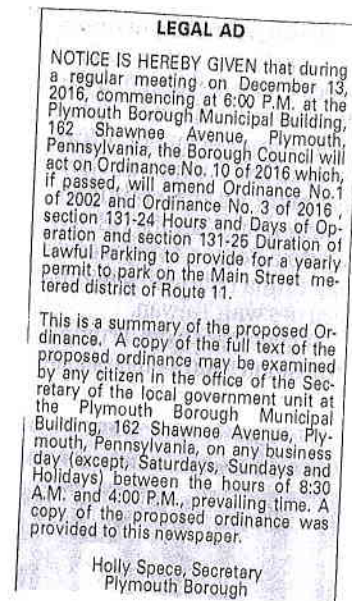 LEGAL AD
NOTICE IS HEREBY GIVEN that during
a regular meeting on December 13,
2016, commencing at 6:00 P.M. at the
Plymouth Borough Municipal Building,
162 Shawnee Avenue, Plymouth,
Pennsylvania, the Borough Council will
act on Ordinance No. 10 of 2016 which,
if passed, will amend Ordinance No.1
of 2002 and Ordinance No. 3 of 2016 ,
section 131-24 Hours and Days of Op-
eration and section 131-25 Duration of
Lawful Parking to provide for a yearly
permit to park on the Main Street me-
tered district of Route 11.
This is a summary of the proposed Or-
dinance. A copy of the full text of the
proposed ordinance may be examined
by any citizen in the office of the Sec-
retary of the local government unit at
the Plymouth Borough Municipal
Building, 162 Shawnee Avenue, Ply-
mouth, Pennsylvania, on any business
day (except, Saturdays, Sundays and
Holidays) between the hours of 8:30
A.M. and 4:00 P.M., prevailing time. A
copy of the proposed ordinance was
provided to this newspaper.
Holly Spece, Secretary
Plymouth Borough